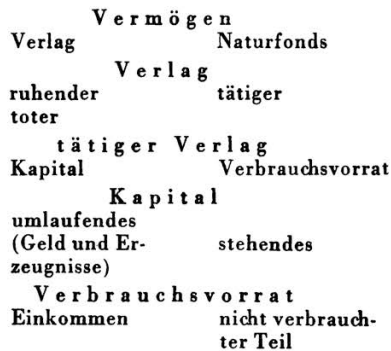 Vermögen
Verlag Naturfonds
Verlag
ruhender tätiger
toter
tätiger Verlag
Kapital Verbrauchsvorrat
Kapital
umlaufendes
(Geld und Er- stehendes
zeugnisse)
Verbrauchsvorrat
Einkommen nicht verbrauch-
ter Teil